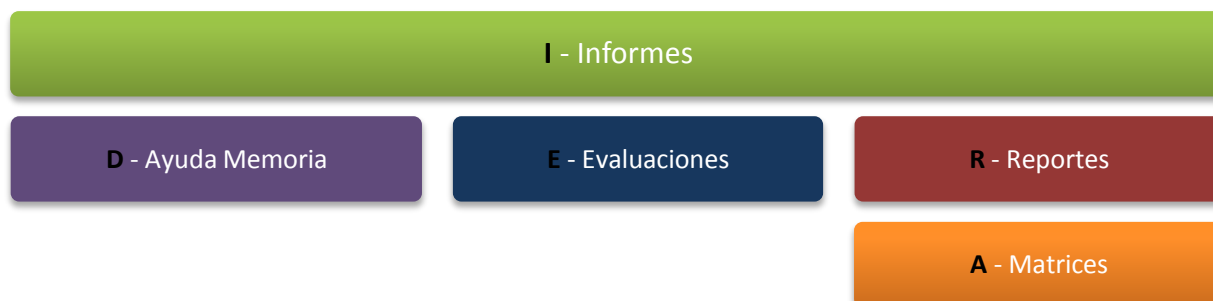 I - Informes
D - Ayuda Memoria
E - Evaluaciones
R - Reportes
A - Matrices